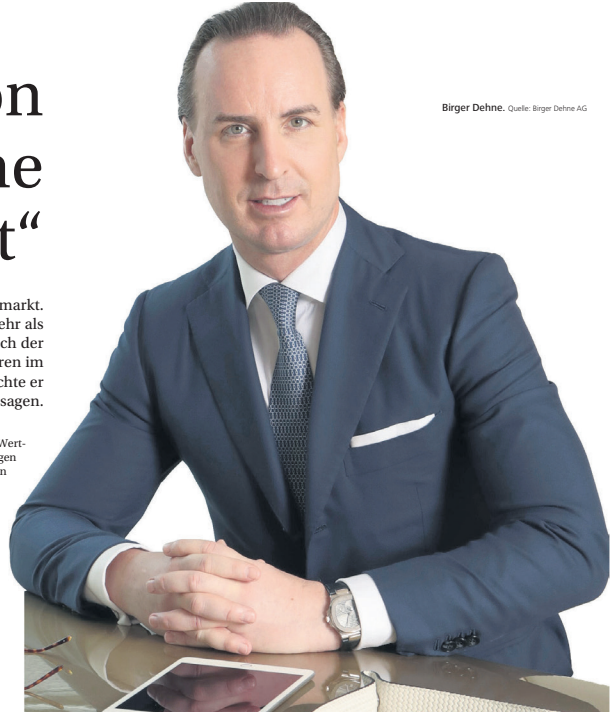 on
ne
t“
markt.
ehr als
ch der
ren im
chte er
sagen.
Wert-
gen
n
Birger Dehne. Quelle: Birger Dehne AG